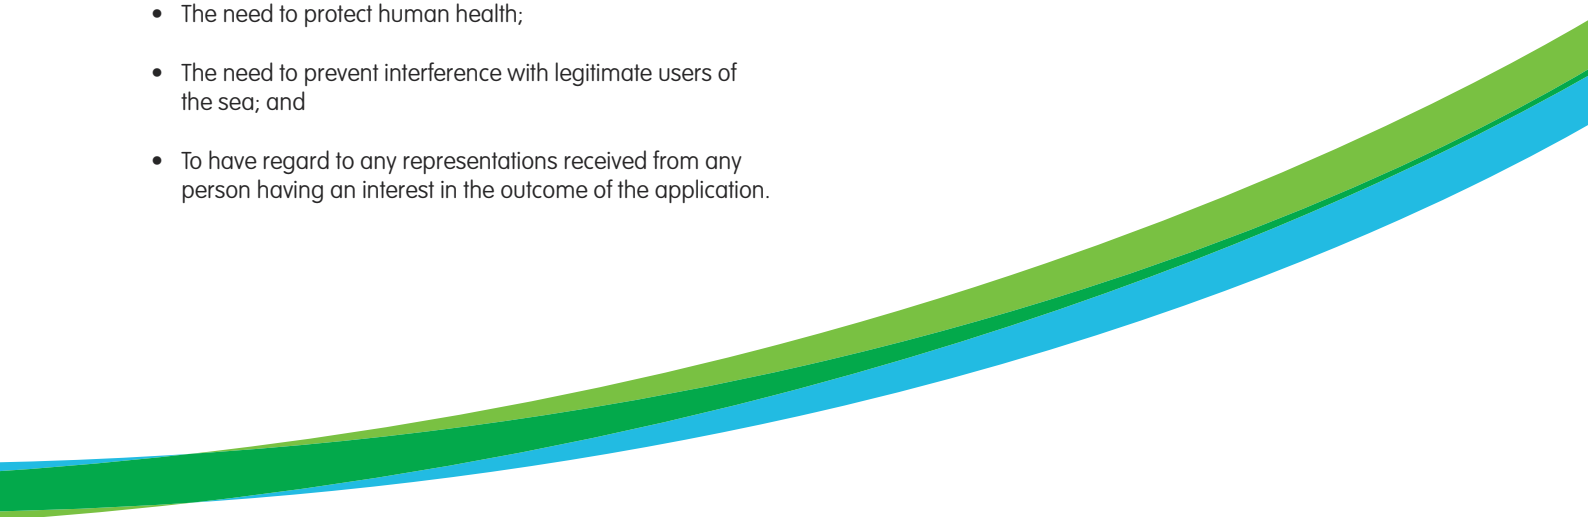 • The need to protect human health;
• The need to prevent interference with legitimate users of
the sea; and
• To have regard to any representations received from any
person having an interest in the outcome of the application.